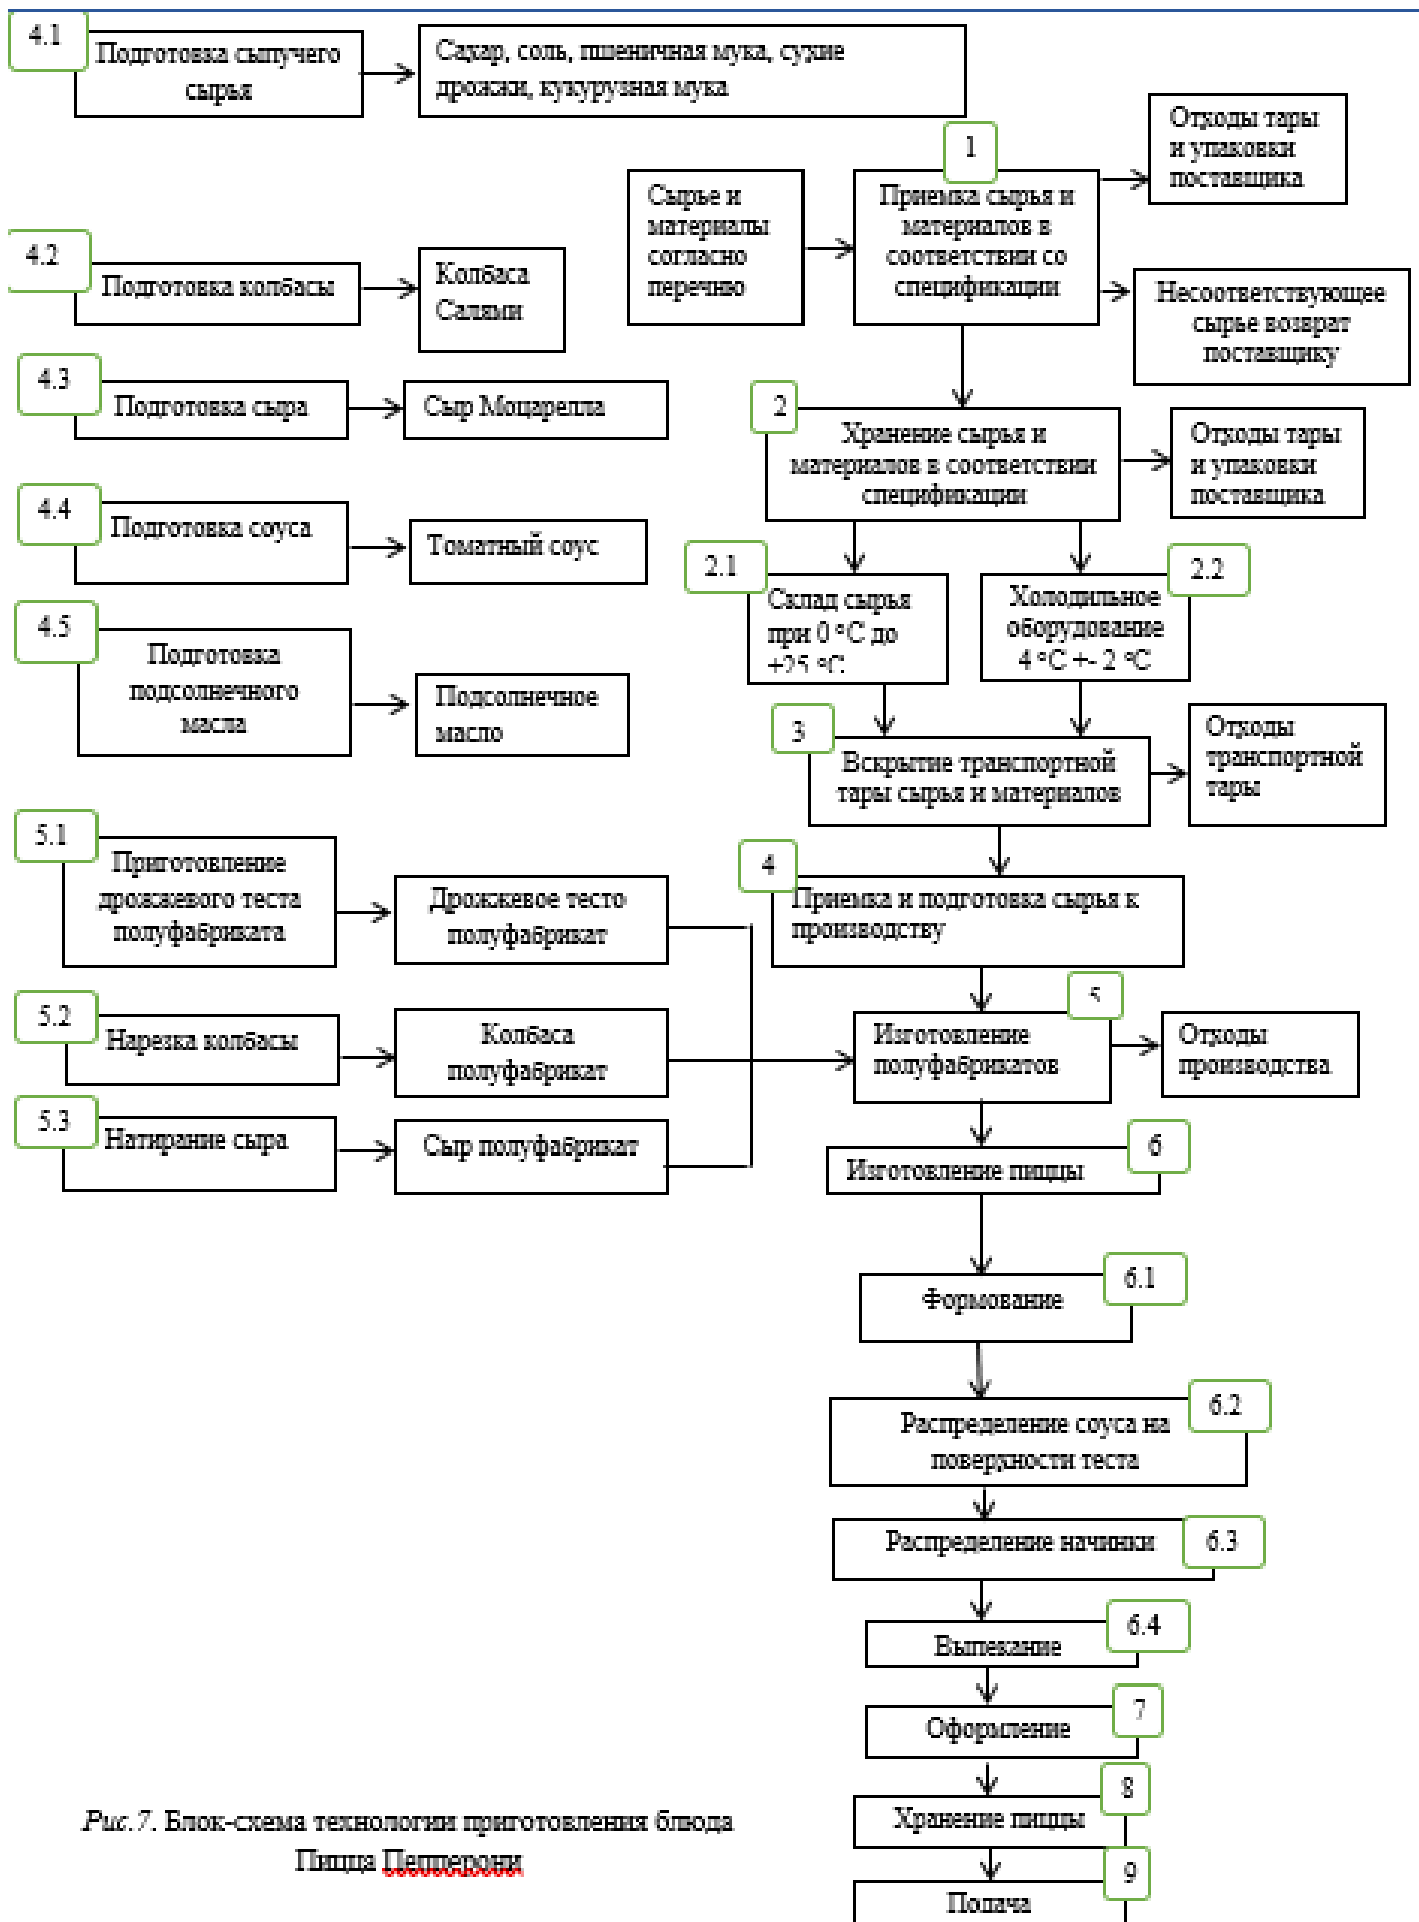 4.1
Подготовка сыпучего
сырья
Сахар, соль, пшеничная мука, сухие
дрожжи, кукурузная мука
4.2
Подготовка колбасы
Колбаса
Салями
4.3
Подготовка сыра
Сыр Моцарелла
4.4
Подготовка соуса
Томатный соус
4.5
Подготовка
подсолнечного
масла
Подсолнечное
масло
5.1
Приготовление
дрожжевого теста
полуфабриката
Дрожжевое тесто
полуфабрикат
5.2
Нарезка колбасы
Колбаса
полуфабрикат
5.3
Натирание сыра
Сыр полуфабрикат
Сырье и
материалы
согласно
перечню
1
Приемка сырья и
материалов в
соответствии со
спецификации
Отходы тары
и упаковки
поставщика
Несоответствующее
сырье возврат
поставщику
2
Хранение сырья и
материалов в соответствии
спецификации
Отходы тары
и упаковки
поставщика
2.1
Склад сырья
при 0 °С до
+25 °С.
2.2
Холодильное
оборудование
4 °С +- 2 °С
3
Вскрытие транспортной
тары сырья и материалов
Отходы
транспортной
тары
4
Приемка и подготовка сырья к
производству
5
Изготовление
полуфабрикатов
Отходы
производства
6
Изготовление пиццы
6.1
Формование
6.2
Распределение соуса на
поверхности теста
6.3
Распределение начинки
6.4
Выпекание
7
Оформление
8
Хранение пиццы
9
Подача
Рис.7. Блок-схема технологии приготовления блюда
Пицца Пепперони